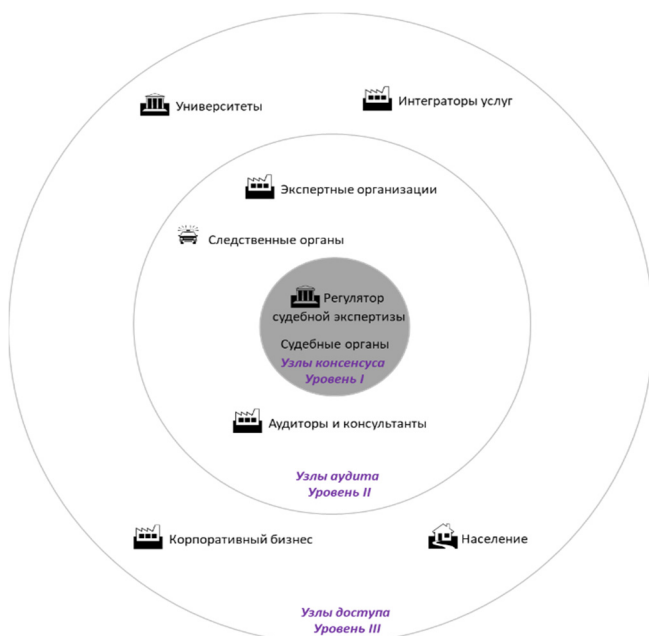 Университеты
Интеграторы услуг
Экспертные организации
Следственные органы
Регулятор
судебной экспертизы
Судебные органы
Узлы консенсуса
Уровень I
Аудиторы и консультанты
Узлы аудита
Уровень II
Корпоративный бизнес
Население
Узлы доступа
Уровень III